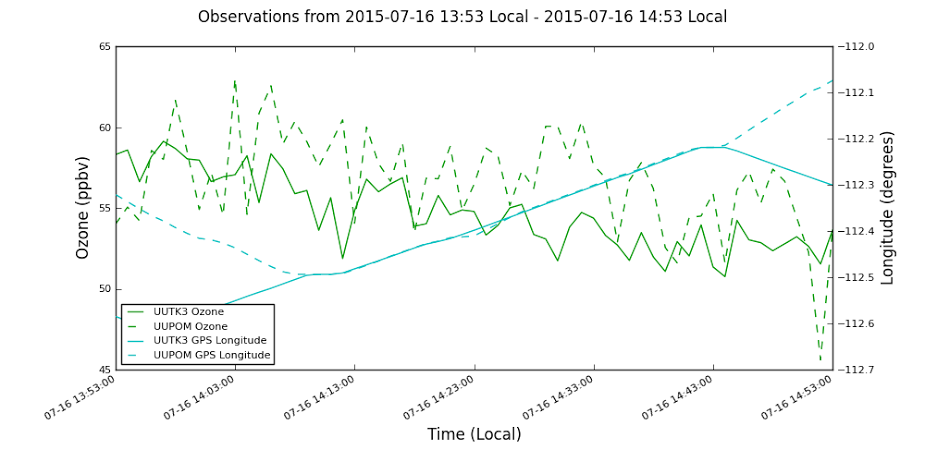 Observations from 2015-07-16 13:53 Local - 2015-07-16 14:53 Local
65
60
55
50
45
Ozone (ppbv)
−112.0
−112.1
−112.2
−112.3
−112.4
−112.5
−112.6
−112.7
Longitude (degrees)
UUTK3 Ozone
UUPOM Ozone
UUTK3 GPS Longitude
UUPOM GPS Longitude
07-16 13:53:00
07-16 14:03:00
07-16 14:13:00
07-16 14:23:00
07-16 14:33:00
07-16 14:43:00
07-16 14:53:00
Time (Local)